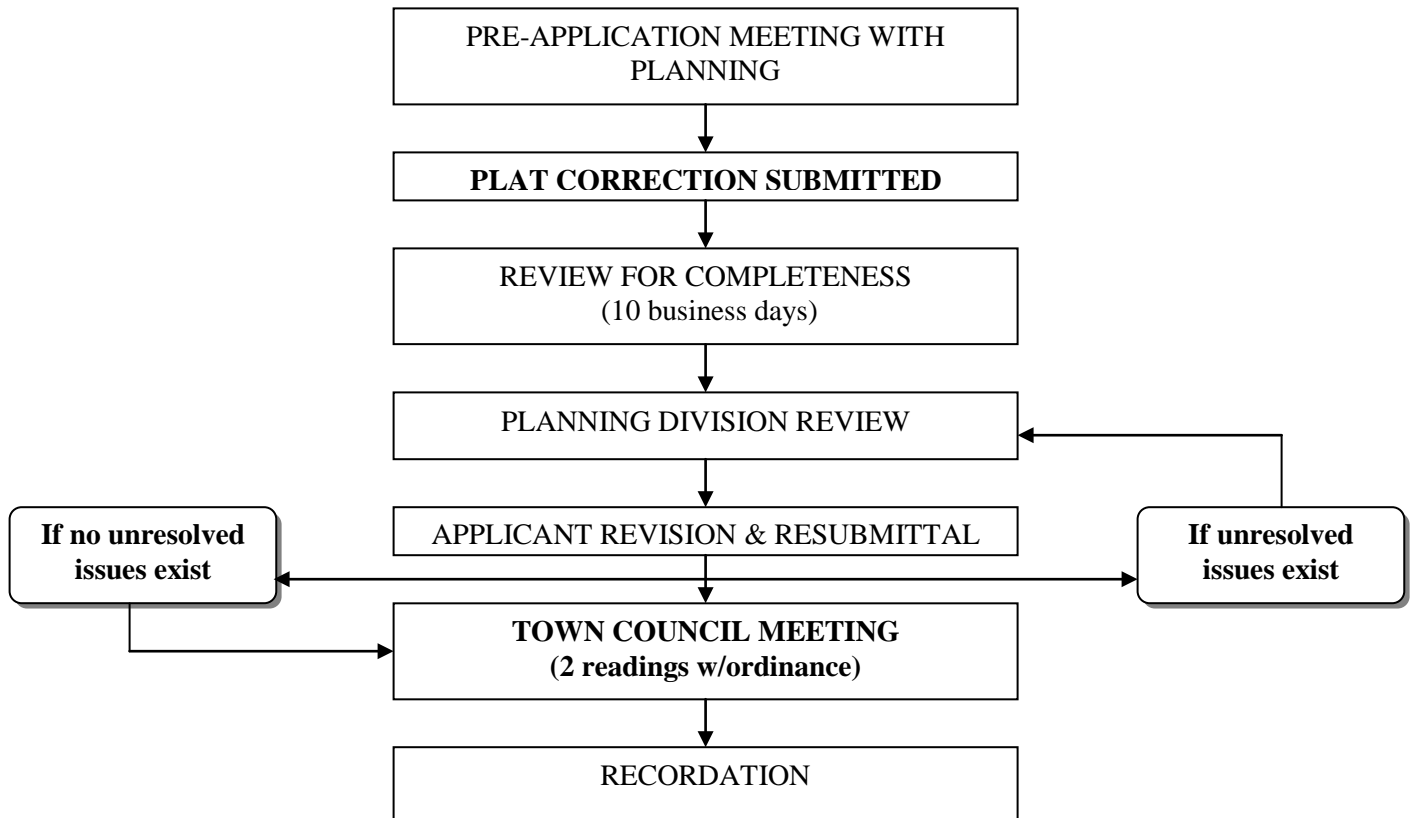 PRE-APPLICATION MEETING WITH
PLANNING
PLAT CORRECTION SUBMITTED
REVIEW FOR COMPLETENESS
(10 business days)
PLANNING DIVISION REVIEW
If no unresolved
issues exist
APPLICANT REVISION & RESUBMITTAL
If unresolved
issues exist
TOWN COUNCIL MEETING
(2 readings w/ordinance)
RECORDATION